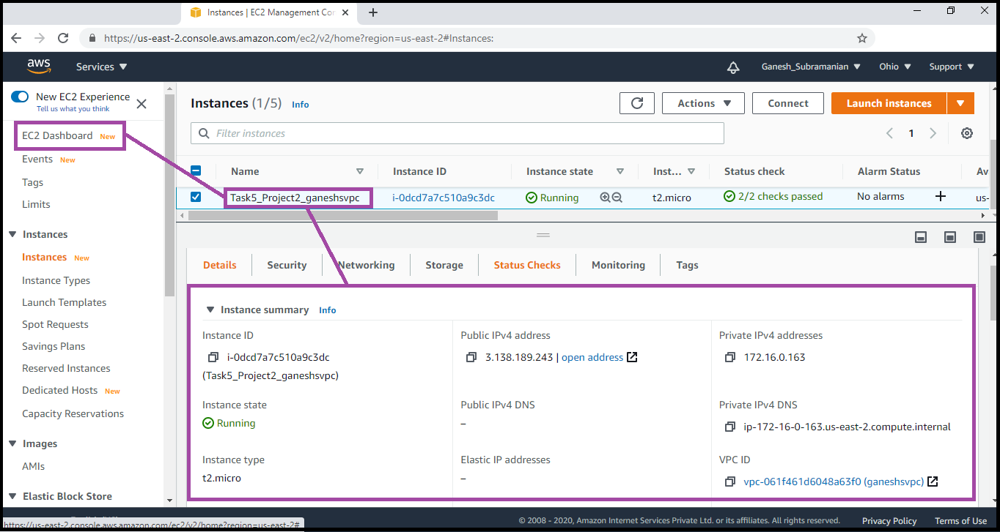 Instances | EC2 Management Con
https://us-east-2.console.aws.amazon.com/ec2/v2/home?region=us-east-2#Instances:
aws Services Ganesh_Subramanian Ohio Support
New EC2 Experience
Tell us what you think
EC2 Dashboard New
Events New
Tags
Limits
Instances
Instances New
Instance Types
Launch Templates
Spot Requests
Savings Plans
Reserved Instances
Dedicated Hosts New
Capacity Reservations
Images
AMIs
Elastic Block Store
Instances (1/5) Info
Actions Connect Launch instances
Filter instances
1
Name Instance ID Instance state Inst... Status check Alarm Status Av
Task5_Project2_ganeshsvpc i-0dcd7a7c510a9c3dc Running t2.micro 2/2 checks passed No alarms + us-
Details Security Networking Storage Status Checks Monitoring Tags
Instance summary Info
Instance ID Public IPv4 address Private IPv4 addresses
i-0dcd7a7c510a9c3dc 3.138.189.243 | open address 172.16.0.163
(Task5_Project2_ganeshsvpc)
Instance state Public IPv4 DNS Private IPv4 DNS
Running – ip-172-16-0-163.us-east-2.compute.internal
Instance type Elastic IP addresses VPC ID
t2.micro – vpc-061f461d6048a63f0 (ganeshsvpc)
https://us-east-2.console.aws.amazon.com/ec2/v2/home?region=us-east-2#
© 2008 - 2020, Amazon Internet Services Private Ltd. or its affiliates. All rights reserved. Privacy Policy Terms of Use